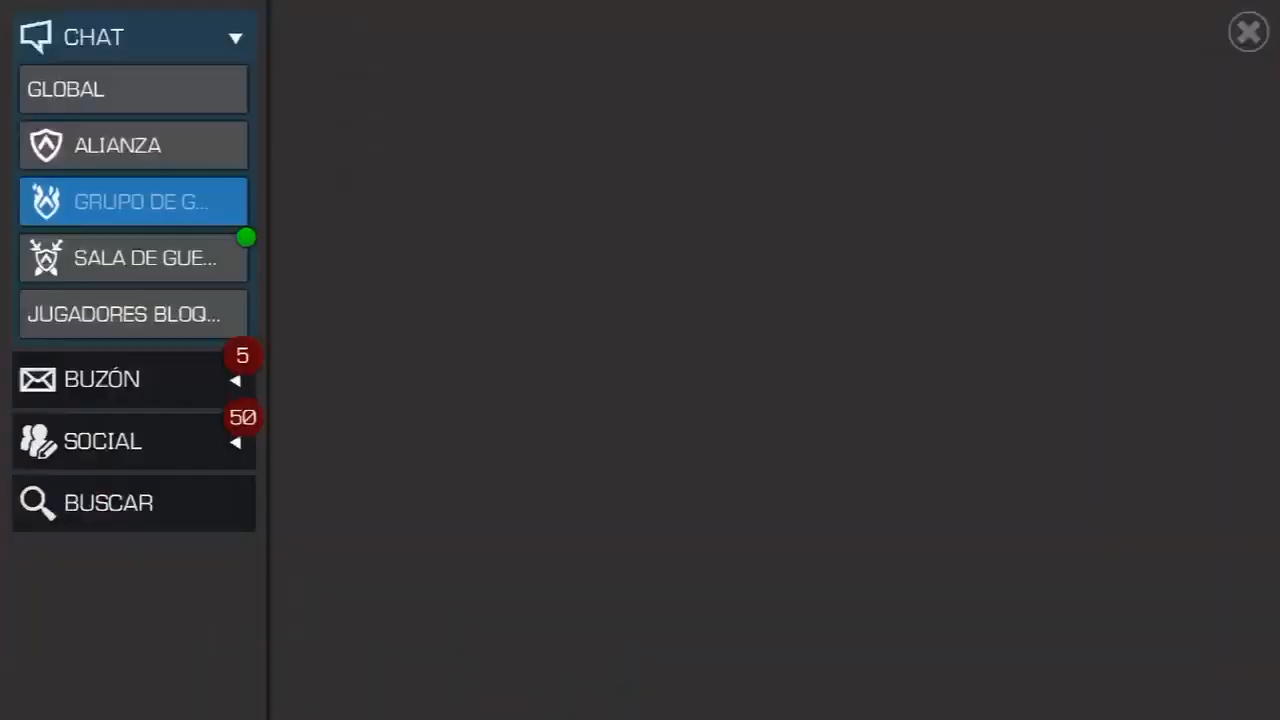 CHAT
GLOBAL
ALIANZA
GRUPO DE G...
SALA DE GUE...
JUGADORES BLOQ...
5
BUZÓN
50
SOCIAL
BUSCAR